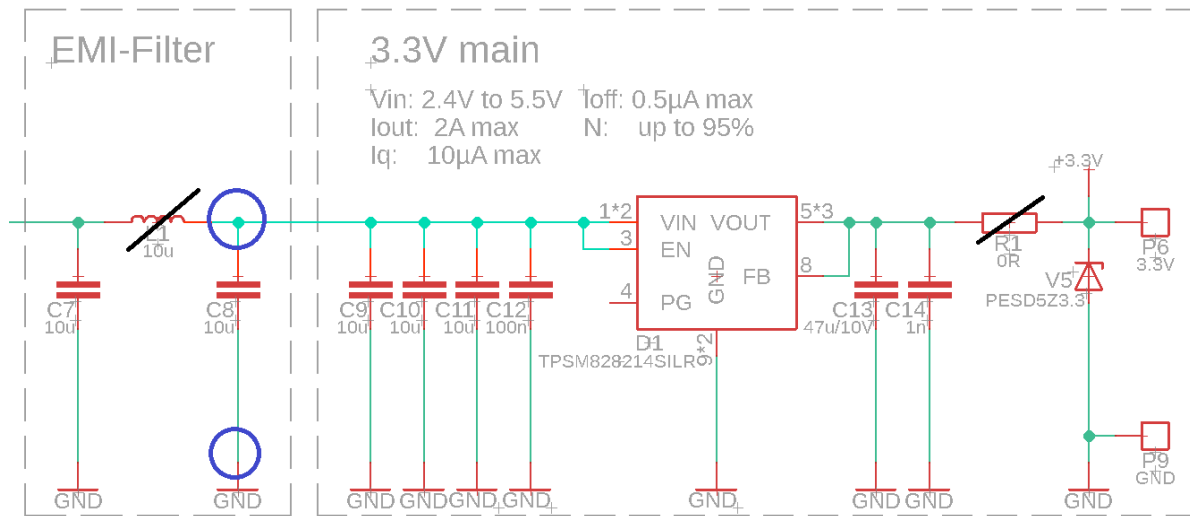 EMI-Filter
3.3V main
Vin: 2.4V to 5.5V
Ioff: 0.5µA max
Iout: 2A max
N: up to 95%
Iq: 10µA max
+3.3V
L1
10u
1*2
VIN
VOUT
5*3
3
EN
R1
0R
P6
3.3V
GND
FB
8
4
PG
V5
PESD5Z3.3
C7
10u
C8
10u
C9
10u
C10
10u
C11
10u
C12
100n
D1
TPSM828214SILR
9*2
C13
47u/10V
C14
1n
P9
GND
GND
GND
GND
GND
GND
GND
GND
GND
GND
GND